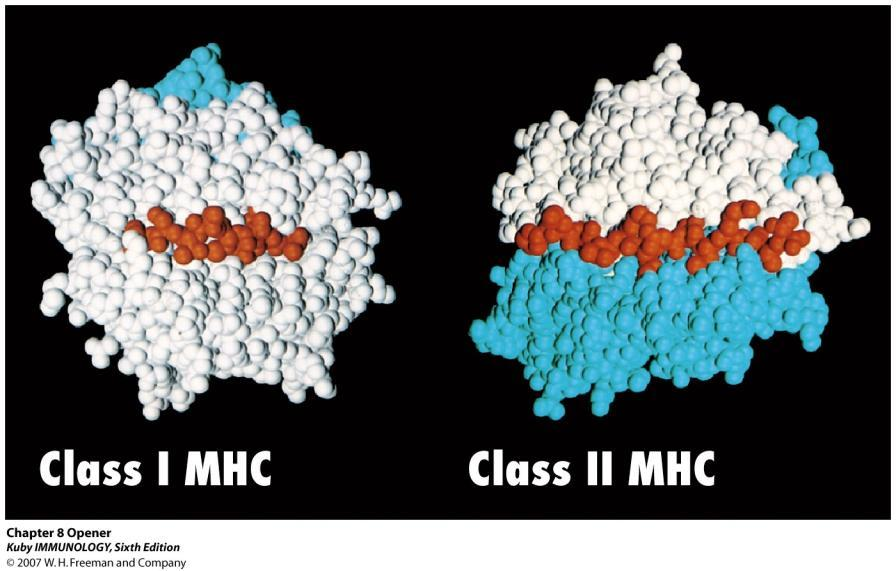 Class I MHC
Class II MHC
Chapter 8 Opener
Kuby IMMUNOLOGY, Sixth Edition
© 2007 W. H. Freeman and Company